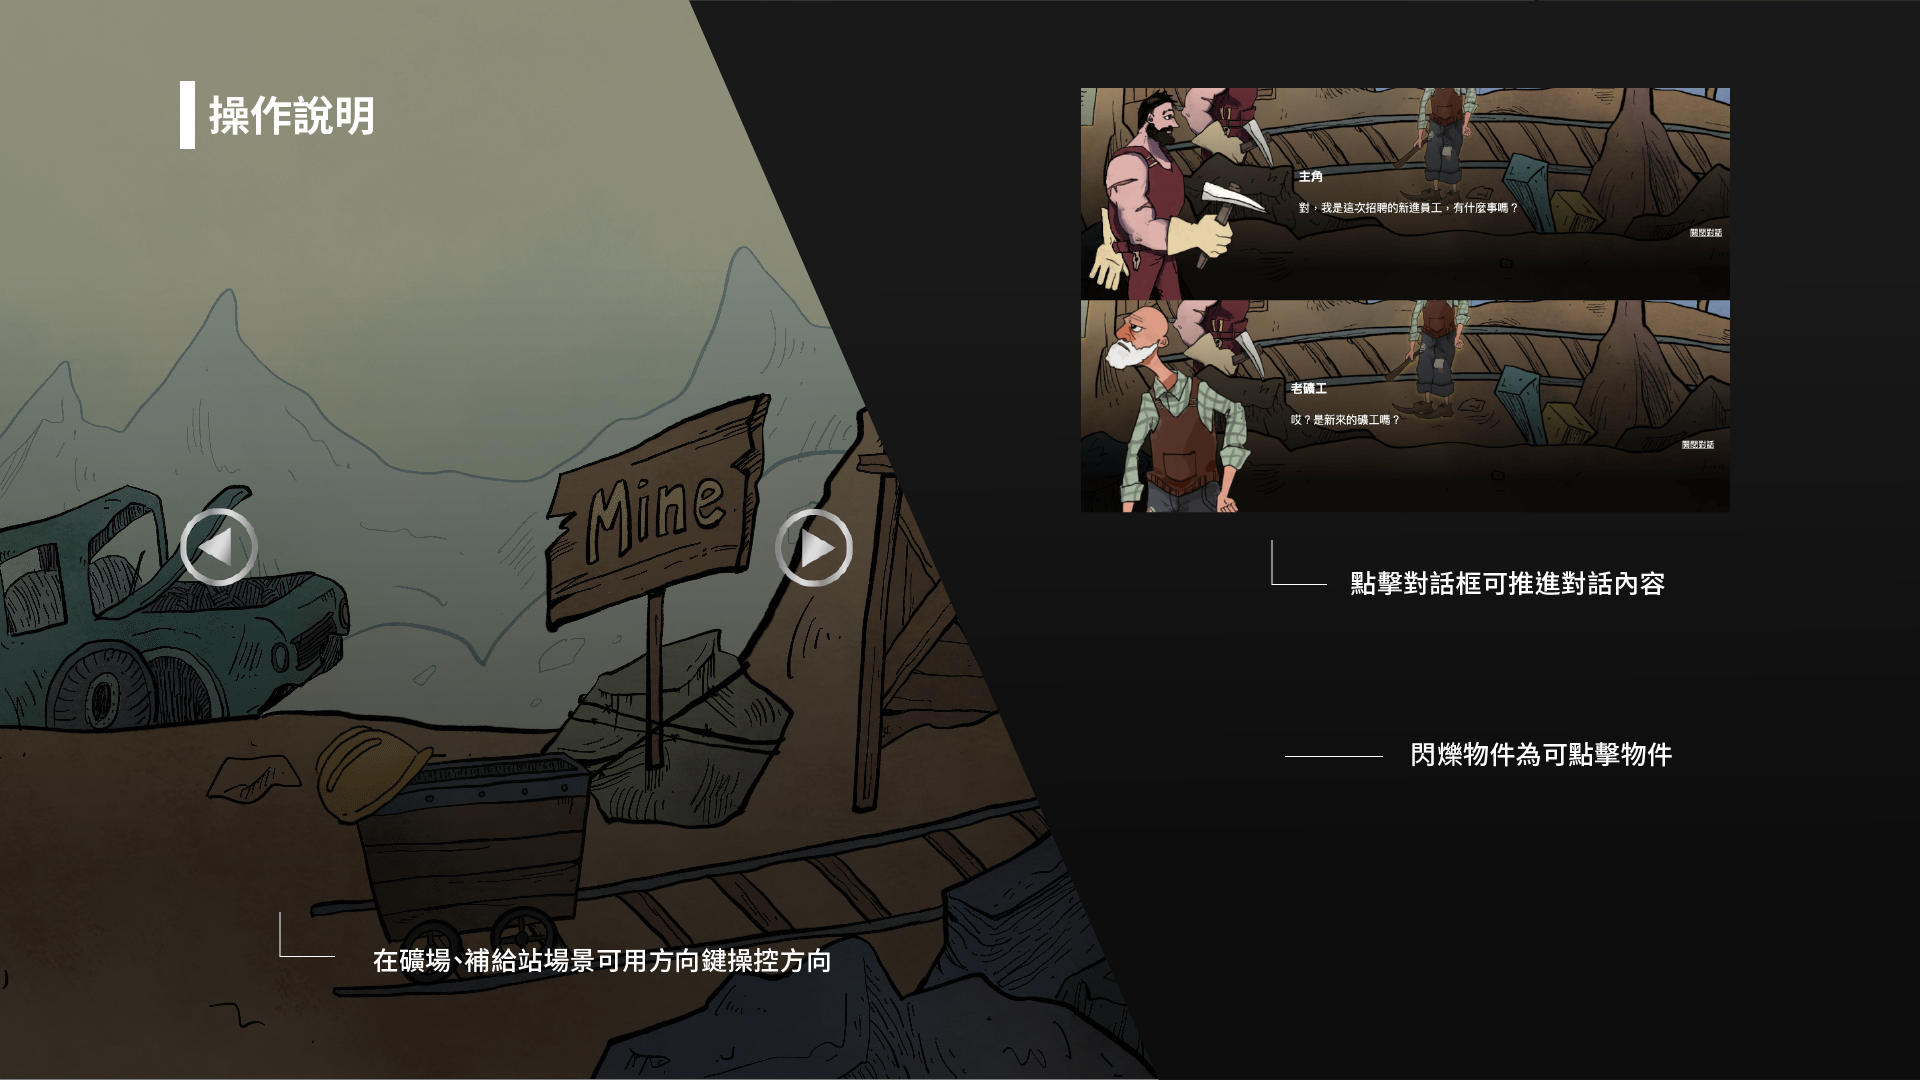 操作說明
主角
對，我是這次招聘的新進員工，有什麼事嗎？
關閉對話
老礦工
哎？是新來的礦工嗎？
關閉對話
點擊對話框可推進對話內容
Mine
閃爍物件為可點擊物件
在礦場、補給站場景可用方向鍵操控方向